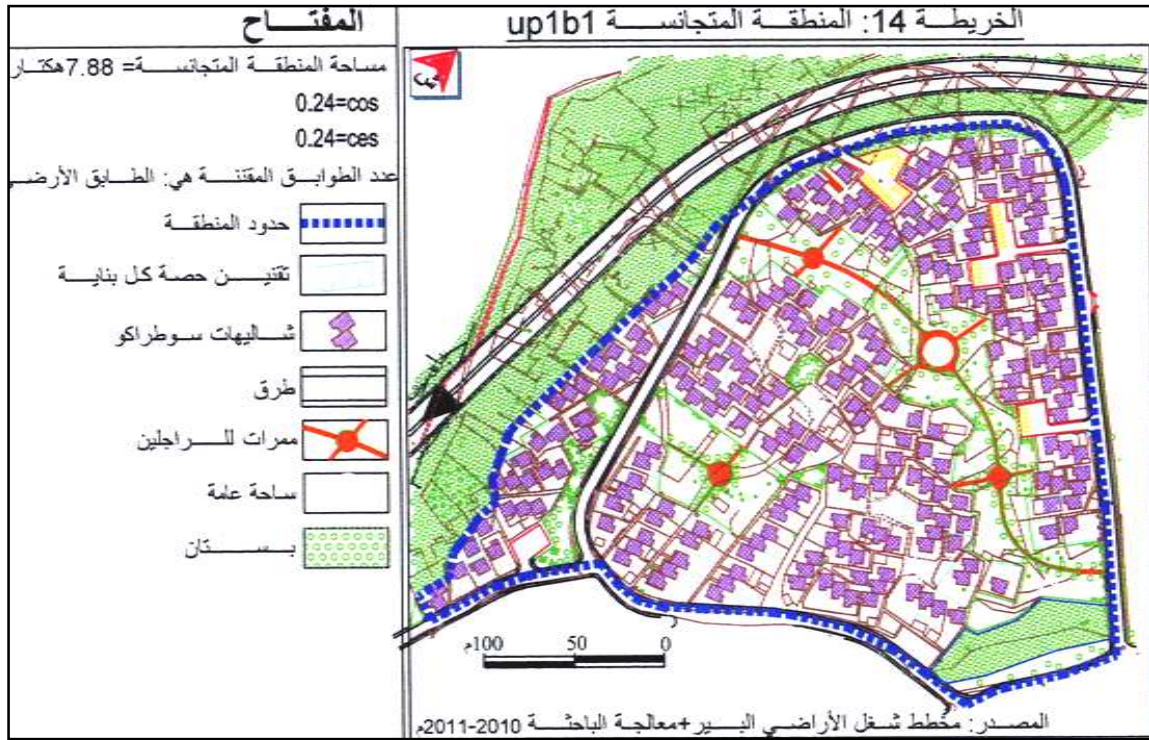 الخريطة 14: المنطقة المتجانسة up1b1
المفتاح
مساحة المنطقة المتجانسة= 7.88هكتار
0.24=cos
0.24=ces
عدد الطوابق المقتنة هي: الطابق الأرضي
حدود المنطقة
تقنين حصة كل بناية
شاليهات سوطراكو
طرق
ممرات للراجلين
ساحة عامة
بستان
100م 50 0
المصدر: مخطط شغل الأراضي البير+معالجة الباحثة 2010-2011م